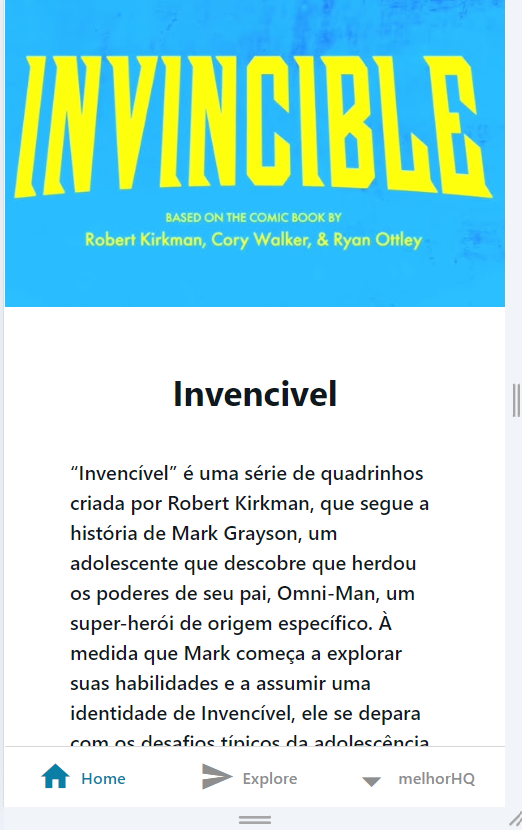 INVINCIBLE
BASED ON THE COMIC BOOK BY
Robert Kirkman, Cory Walker, & Ryan Ottley
Invencivel
“Invencível” é uma série de quadrinhos
criada por Robert Kirkman, que segue a
história de Mark Grayson, um
adolescente que descobre que herdou
os poderes de seu pai, Omni-Man, um
super-herói de origem específico. À
medida que Mark começa a explorar
suas habilidades e a assumir uma
identidade de Invencível, ele se depara
com os desafios típicos da adolescência
Home Explore melhorHQ